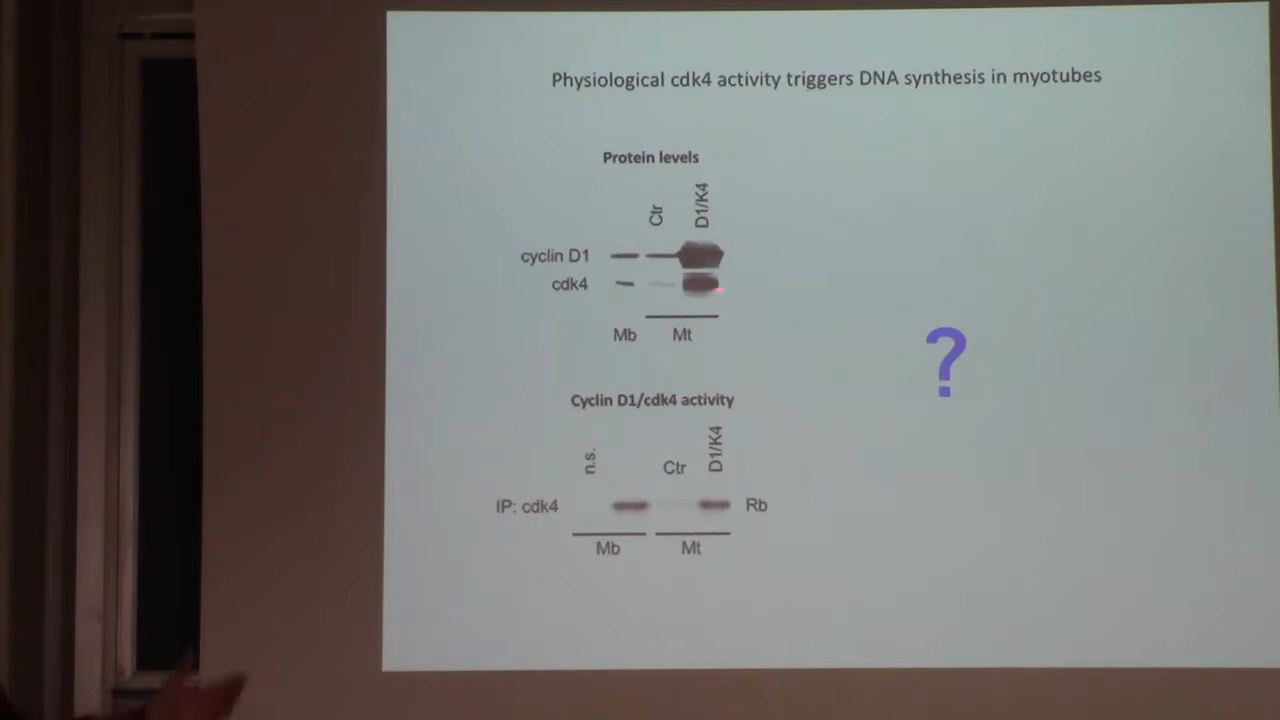 Physiological cdk4 activity triggers DNA synthesis in myotubes
Protein levels
Ctr
D1/K4
cyclin D1
cdk4
Mb
Mt
?
Cyclin D1/cdk4 activity
n.s.
Ctr
D1/K4
IP: cdk4
Rb
Mb
Mt